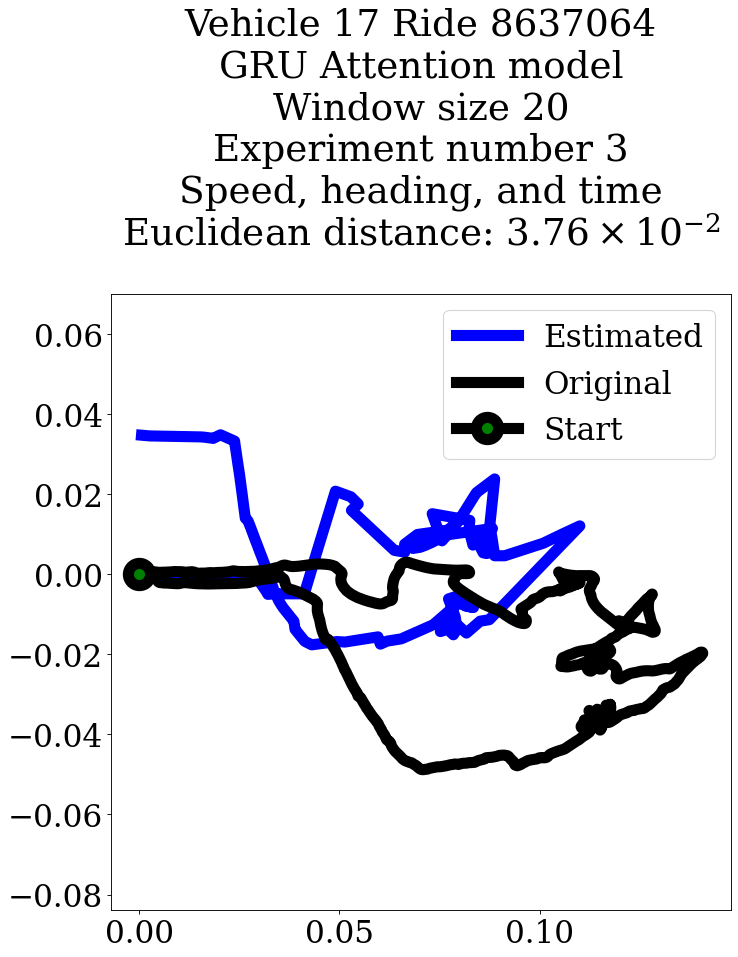 Vehicle 17 Ride 8637064
GRU Attention model
Window size 20
Experiment number 3
Speed, heading, and time
Euclidean distance: 3.76 × 10⁻²
Estimated
Original
Start
0.06
0.04
0.02
0.00
−0.02
−0.04
−0.06
−0.08
0.00 0.05 0.10